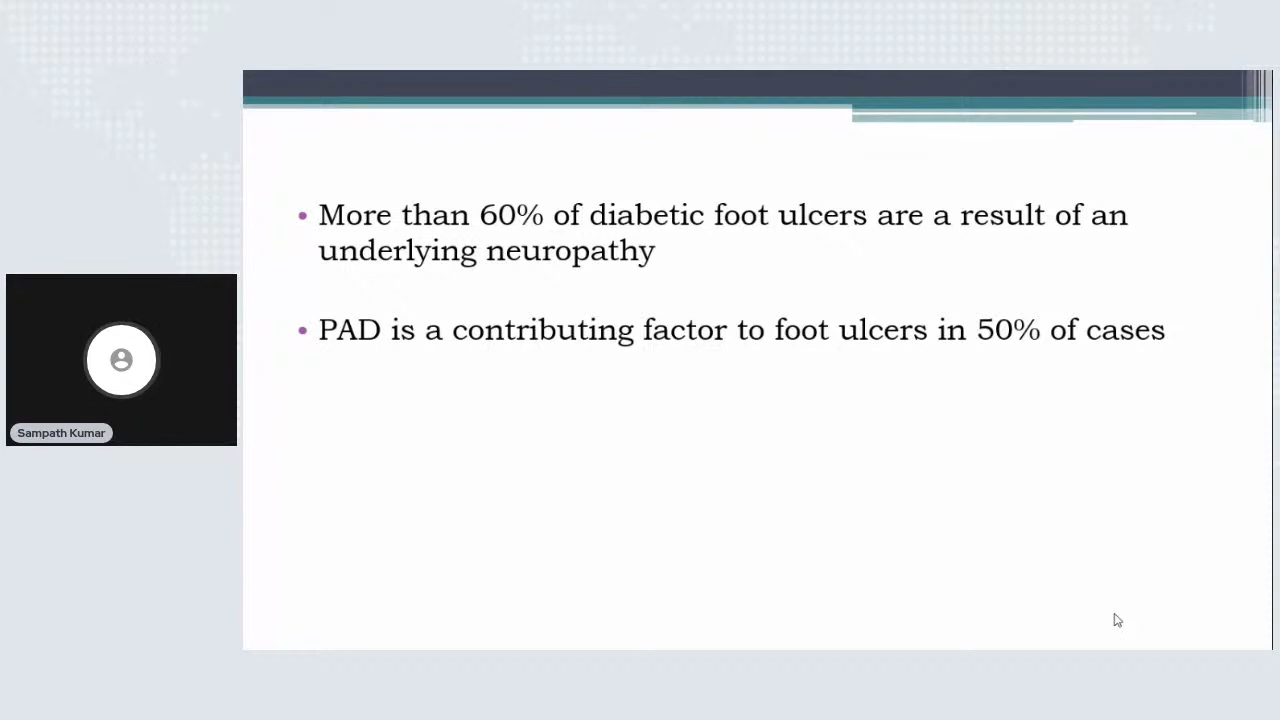 • More than 60% of diabetic foot ulcers are a result of an
underlying neuropathy
• PAD is a contributing factor to foot ulcers in 50% of cases
Sampath Kumar